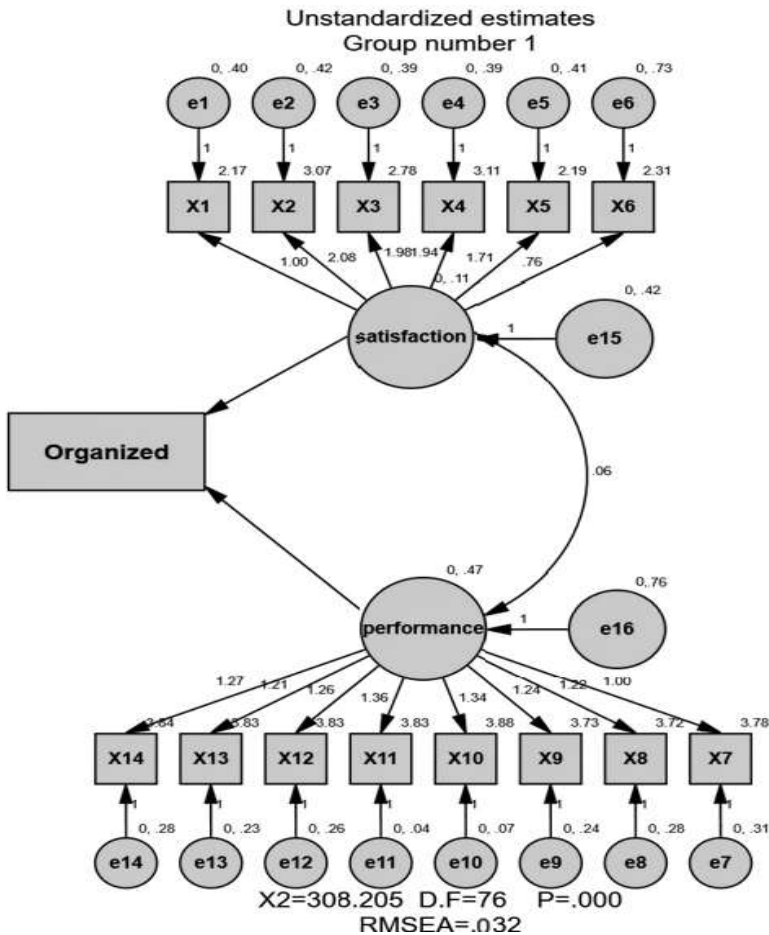 Unstandardized estimates
Group number 1
0, .40 0, .42 0, .39 0, .39 0, .41 0, .73
e1 e2 e3 e4 e5 e6
1 1 1 1 1 1
2.17 3.07 2.78 3.11 2.19 2.31
X1 X2 X3 X4 X5 X6
1.00 2.08 1.98 1.94 1.71 .76
0, .11
0, .42
satisfaction 1 e15
Organized
.06
0, .47
0, .76
performance 1 e16
1.27 1.21 1.26 1.36 1.34 1.24 1.22 1.00
3.84 3.83 3.83 3.83 3.88 3.73 3.72 3.78
X14 X13 X12 X11 X10 X9 X8 X7
1 1 1 1 1 1 1 1
0, .28 0, .23 0, .26 0, .04 0, .07 0, .24 0, .28 0, .31
e14 e13 e12 e11 e10 e9 e8 e7
X2=308.205 D.F=76 P=.000
RMSEA=.032